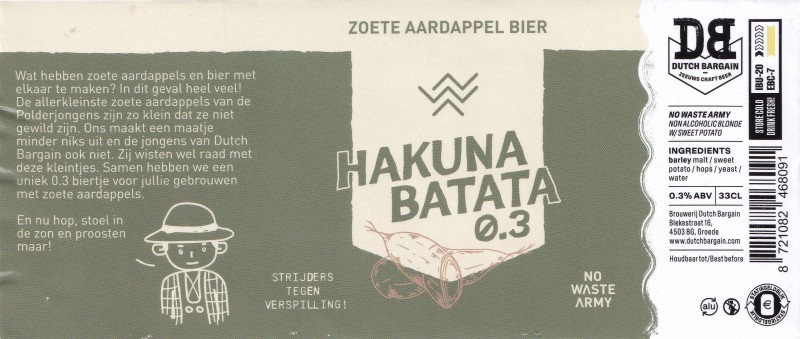 ZOETE AARDAPPEL BIER
Wat hebben zoete aardappels en bier met
elkaar te maken? In dit geval heel veel!
De allerkleinste zoete aardappels van de
Polderjongens zijn zo klein dat ze niet
gewild zijn. Ons maakt een maatje
minder niks uit en de jongens van Dutch
Bargain ook niet. Zij wisten wel raad met
deze kleintjes. Samen hebben we een
uniek 0.3 biertje voor jullie gebrouwen
met zoete aardappels.
En nu hop, stoel in
de zon en proosten
maar!
HAKUNA
BATATA
0.3
STRIJDERS
TEGEN
VERSPILLING!
NO
WASTE
ARMY
DB
DUTCH BARGAIN
ZEEUWS CRAFT BEER
IBU-20
EBC-7
STORE COLD
DRINK FRESH!
NO WASTE ARMY
NON ALCOHOLIC BLONDE
W/ SWEET POTATO
INGREDIENTS
barley malt / sweet
potato / hops / yeast /
water
0.3% ABV 33CL
Brouwerij Dutch Bargain
Blekestraat 16,
4503 BG, Groede
www.dutchbargain.com
Houdbaar tot/Best before
8 721082 468091
alu
STATIEGELDBLIK
€
STATIEGELDBLIK